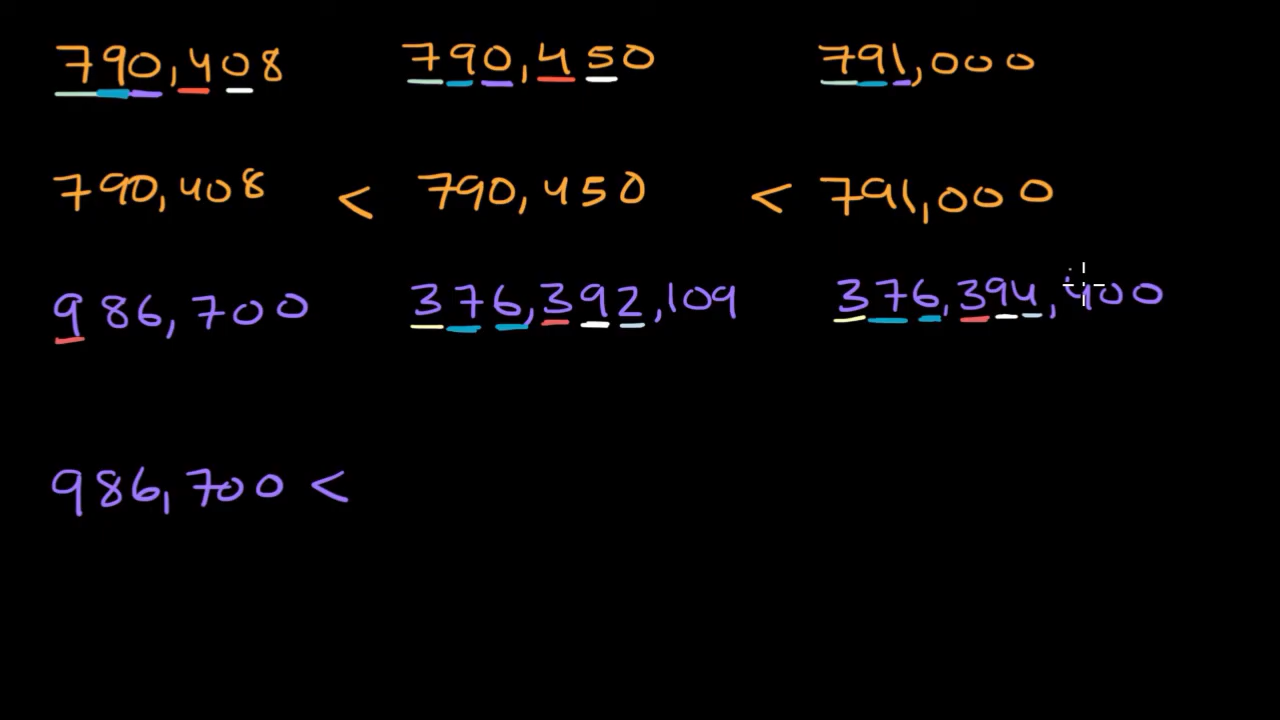 790,408 790,450 791,000
790,408 < 790,450 < 791,000
986,700 376,392,109 376,394,400
986,700 <